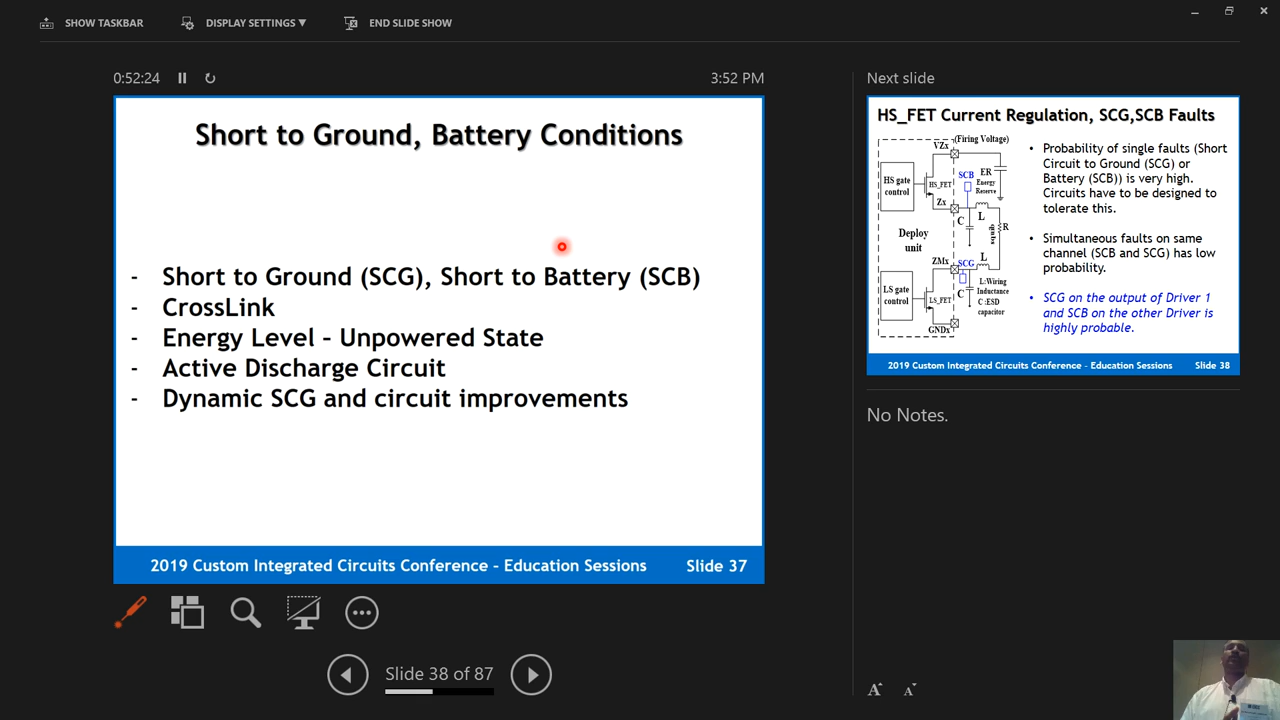 SHOW TASKBAR
DISPLAY SETTINGS ▼
END SLIDE SHOW
0:52:24
3:52 PM
Short to Ground, Battery Conditions
- Short to Ground (SCG), Short to Battery (SCB)
- CrossLink
- Energy Level – Unpowered State
- Active Discharge Circuit
- Dynamic SCG and circuit improvements
2019 Custom Integrated Circuits Conference – Education Sessions Slide 37
Slide 38 of 87
Next slide
HS_FET Current Regulation, SCG,SCB Faults
VZx
(Firing Voltage)
HS gate
control
HS_FET
SCB
ER
Energy
Reserve
Zx
C
L
R
squibs
Deploy
unit
ZMx
SCG
L
LS gate
control
LS_FET
C
L:Wiring
Inductance
C :ESD
capacitor
GNDx
• Probability of single faults (Short
Circuit to Ground (SCG) or
Battery (SCB)) is very high.
Circuits have to be designed to
tolerate this.
• Simultaneous faults on same
channel (SCB and SCG) has low
probability.
• SCG on the output of Driver 1
and SCB on the other Driver is
highly probable.
2019 Custom Integrated Circuits Conference – Education Sessions Slide 38
No Notes.
A A